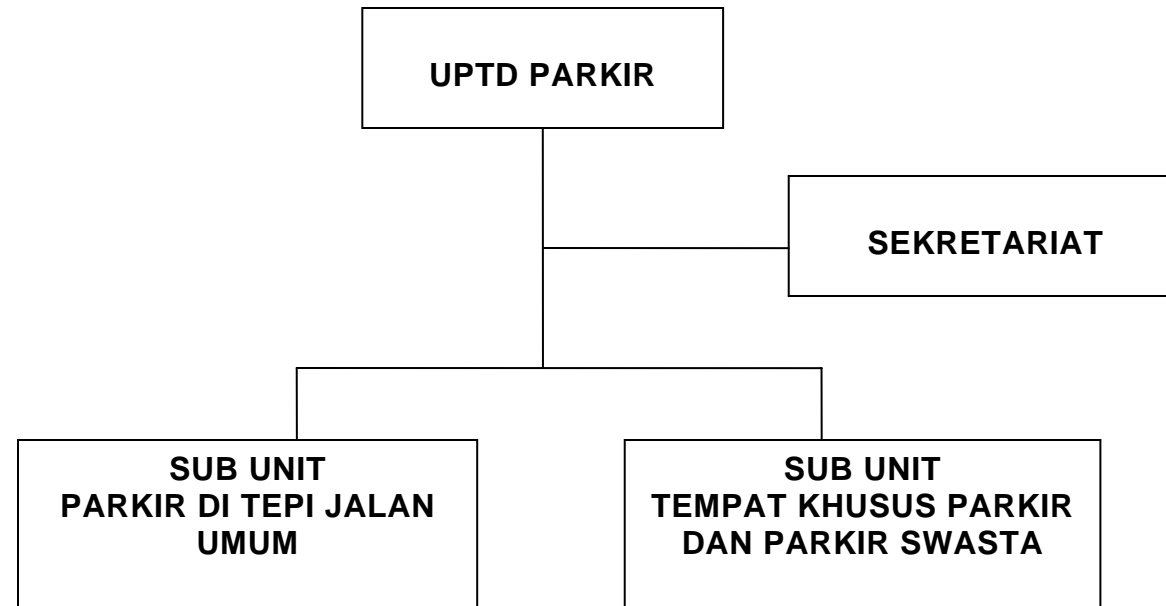 UPTD PARKIR
SEKRETARIAT
SUB UNIT
PARKIR DI TEPI JALAN
UMUM
SUB UNIT
TEMPAT KHUSUS PARKIR
DAN PARKIR SWASTA